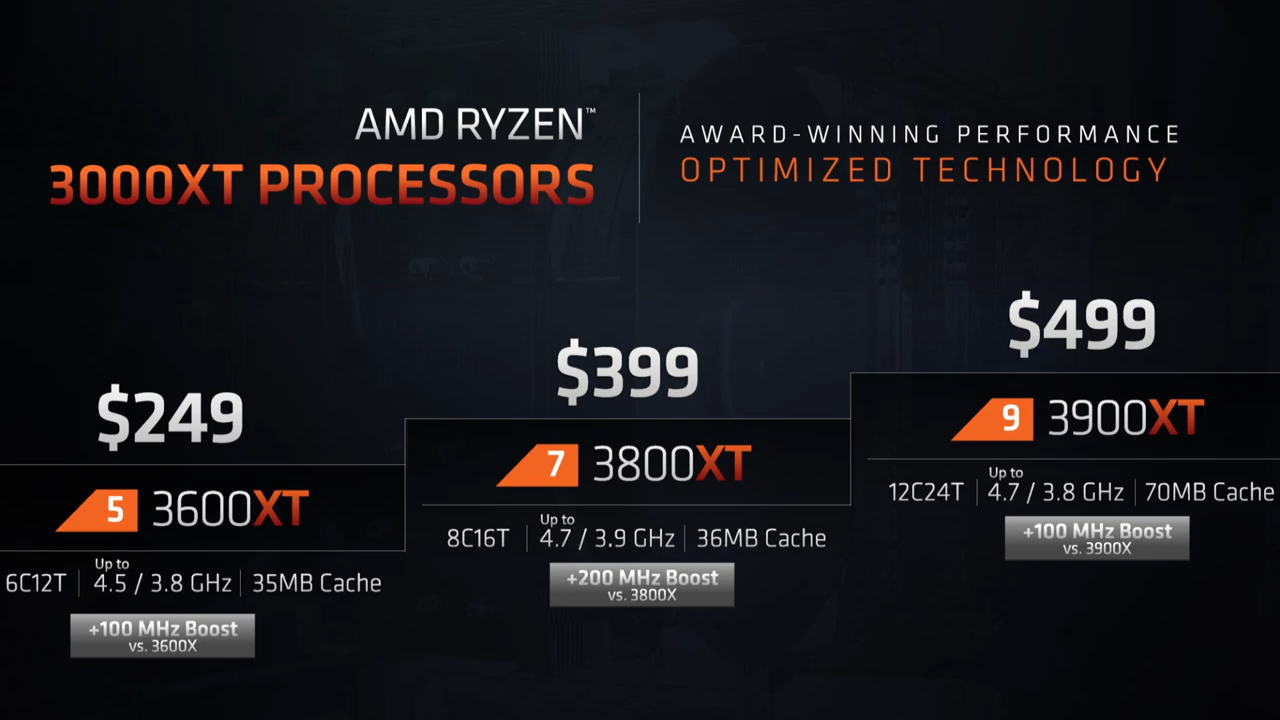 AMD RYZEN™
3000XT PROCESSORS
AWARD-WINNING PERFORMANCE
OPTIMIZED TECHNOLOGY
$249
5 3600XT
Up to
6C12T | 4.5 / 3.8 GHz | 35MB Cache
+100 MHz Boost
vs. 3600X
$399
7 3800XT
Up to
8C16T | 4.7 / 3.9 GHz | 36MB Cache
+200 MHz Boost
vs. 3800X
$499
9 3900XT
Up to
12C24T | 4.7 / 3.8 GHz | 70MB Cache
+100 MHz Boost
vs. 3900X